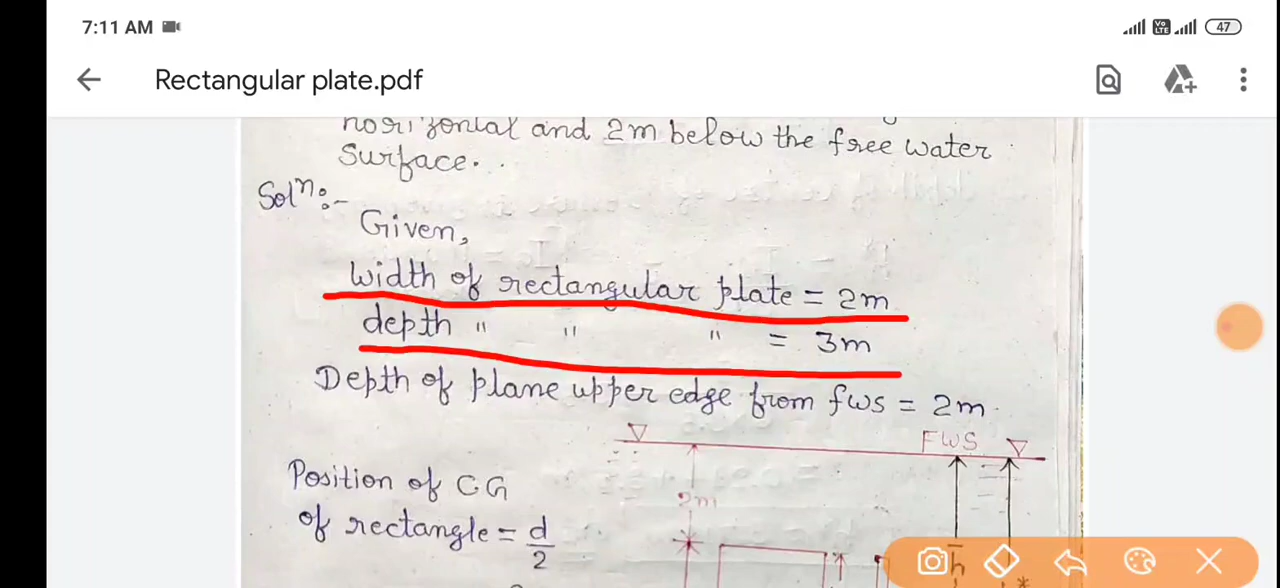 7:11 AM
Vo LTE
47
Rectangular plate.pdf
horizontal and 2m below the free water
Surface.
Solⁿ:-
Given,
width of rectangular plate = 2m
depth " " " = 3m
Depth of plane upper edge from fws = 2m
FWS
Position of CG
of rectangle = d/2
2m
h̄
*